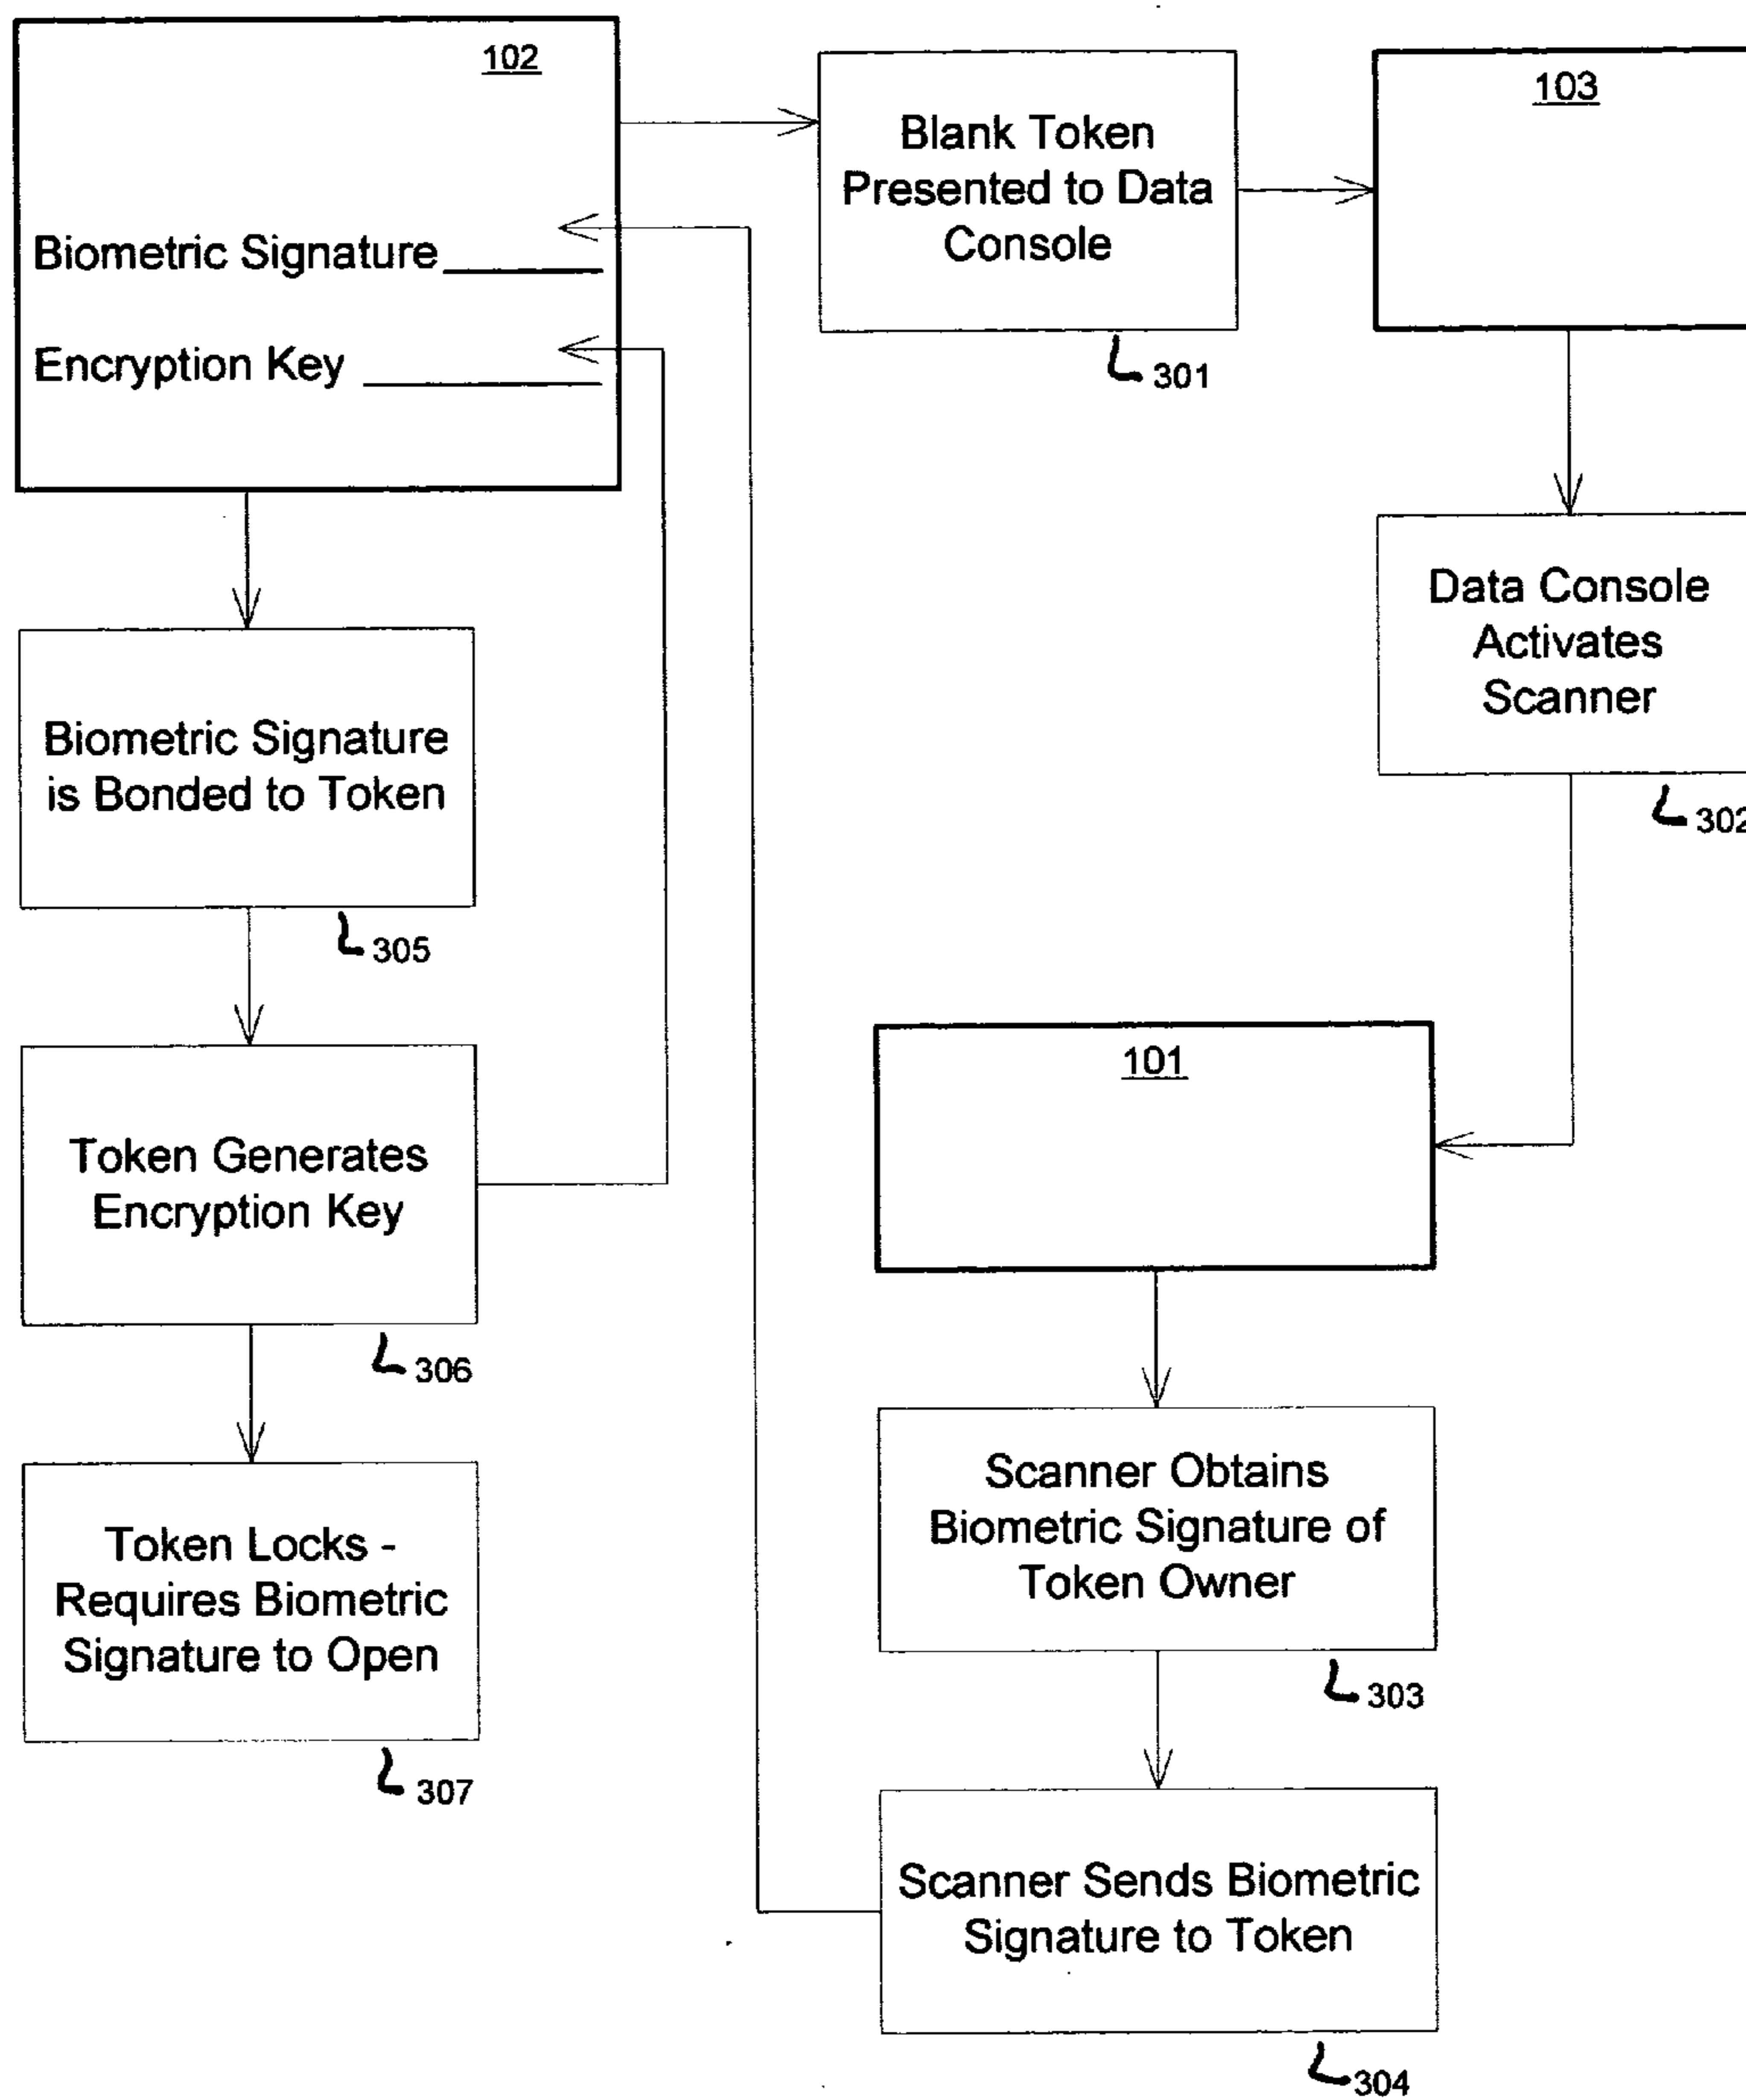 102
Biometric Signature
Encryption Key
Blank Token
Presented to Data
Console
301
103
Data Console
Activates
Scanner
302
101
Scanner Obtains
Biometric Signature of
Token Owner
303
Scanner Sends Biometric
Signature to Token
304
Biometric Signature
is Bonded to Token
305
Token Generates
Encryption Key
306
Token Locks -
Requires Biometric
Signature to Open
307